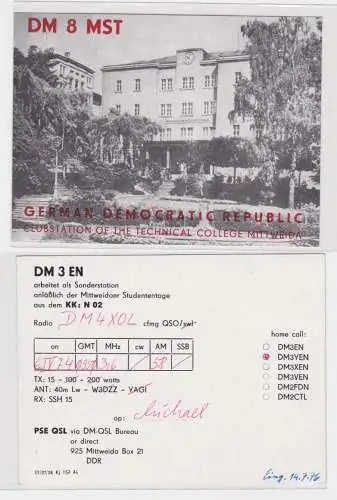 DM 8 MST
GERMAN DEMOCRATIC REPUBLIC
CLUBSTATION OF THE TECHNICAL COLLEGE MITTWEIDA
DM 3 EN
arbeitet als Sonderstation
anläßlich der Mittweidaer Studententage
aus dem KK: N 02
Radio DM4XOL cfmg QSO/swl
home call:
on GMT MHz cw AM SSB
3,6 58
DM3EN
DM3YEN
DM3XEN
DM3VEN
DM2FDN
DM2CTL
TX: 15 - 100 - 200 watts
ANT: 40m Lw - W3DZZ - YAGI
RX: SSH 15
op: Michael
PSE QSL via DM-QSL Bureau
or direct
925 Mittweida Box 21
DDR
Eing. 14.7.76